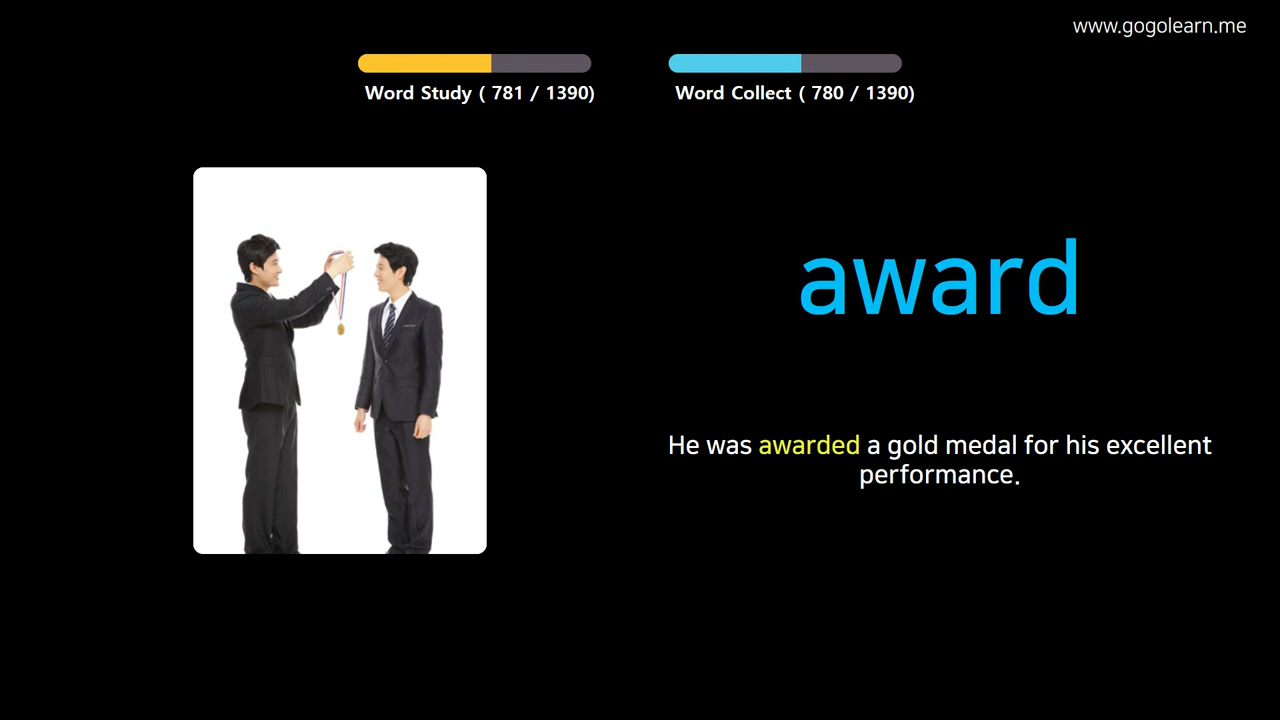 www.gogolearn.me
Word Study ( 781 / 1390)
Word Collect ( 780 / 1390)
award
He was awarded a gold medal for his excellent
performance.